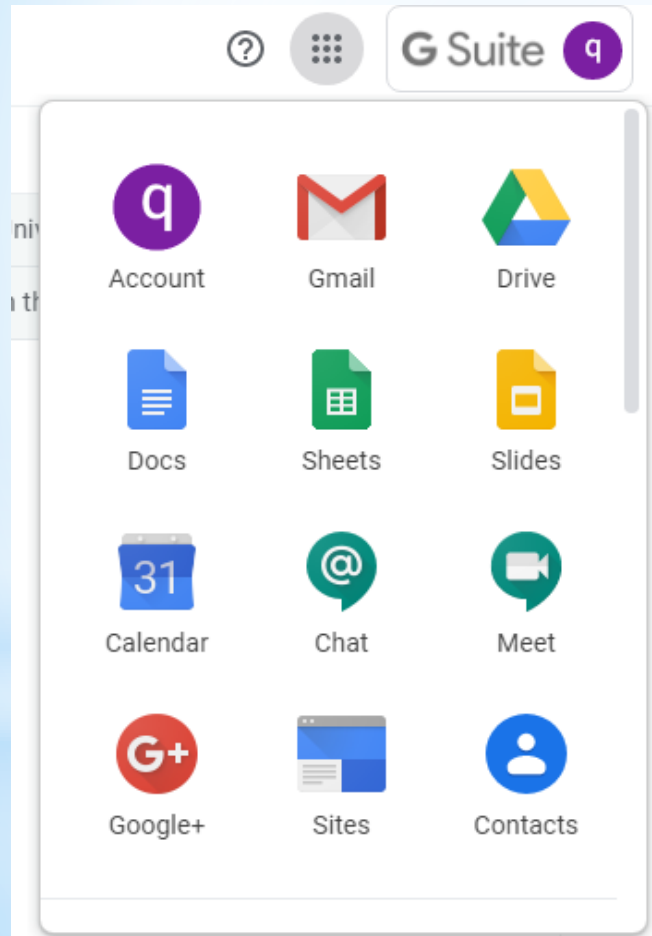 G Suite q
q
Account Gmail Drive
Docs Sheets Slides
31 @
Calendar Chat Meet
G+
Google+ Sites Contacts